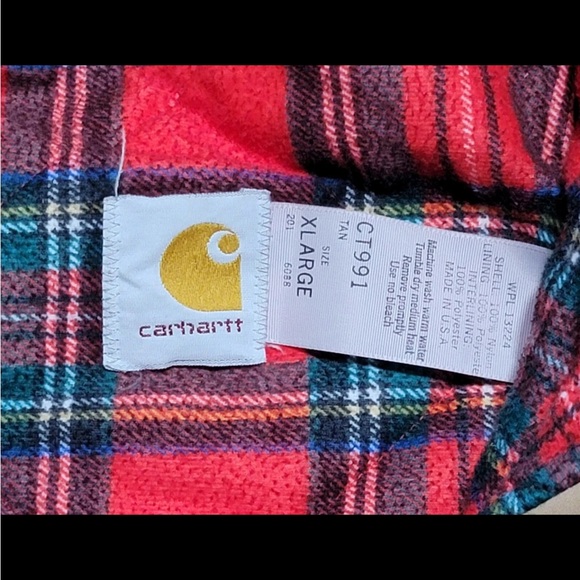 carhartt
CT991
TAN
SIZE
XLARGE
201 6088
Machine wash warm water
Tumble dry medium heat
Remove promptly
Use no bleach
WPL 13224
SHELL 100% N
LINING 100% Polyester
INTERLINING
100% Polyester
MADE IN U.S.A